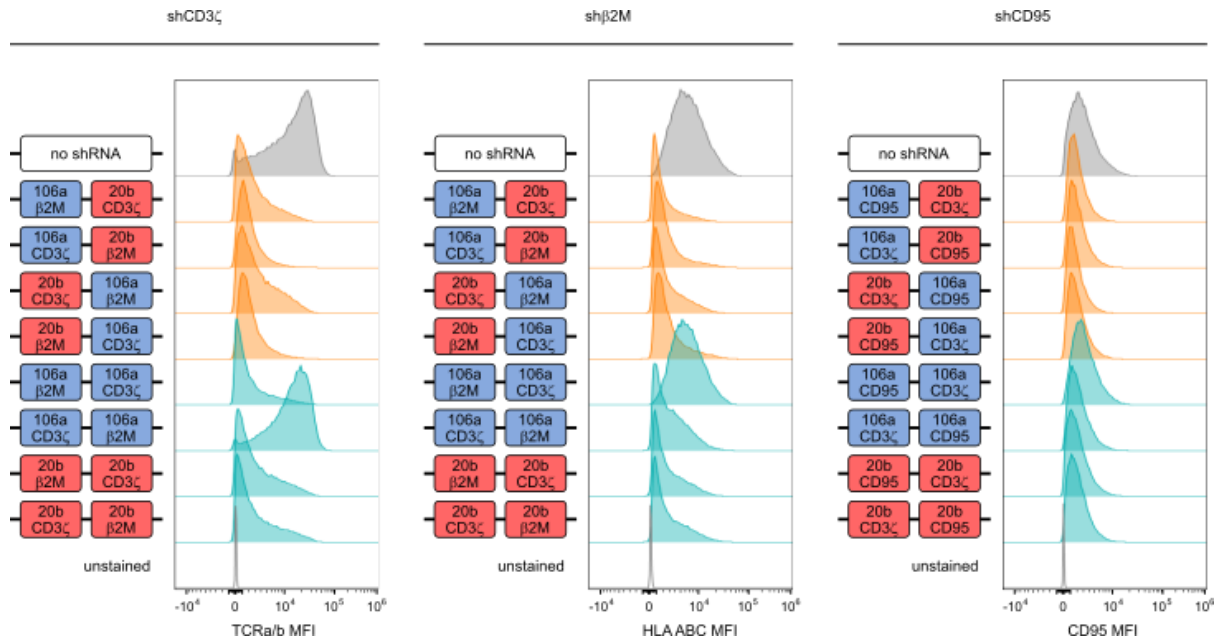 shCD3ζ
no shRNA
106a β2M 20b CD3ζ
106a CD3ζ 20b β2M
20b CD3ζ 106a β2M
20b β2M 106a CD3ζ
106a β2M 106a CD3ζ
106a CD3ζ 106a β2M
20b β2M 20b CD3ζ
20b CD3ζ 20b β2M
unstained
-10⁴ 0 10⁴ 10⁵ 10⁶
TCRa/b MFI
shβ2M
no shRNA
106a β2M 20b CD3ζ
106a CD3ζ 20b β2M
20b CD3ζ 106a β2M
20b β2M 106a CD3ζ
106a β2M 106a CD3ζ
106a CD3ζ 106a β2M
20b β2M 20b CD3ζ
20b CD3ζ 20b β2M
unstained
-10⁴ 0 10⁴ 10⁵ 10⁶
HLA ABC MFI
shCD95
no shRNA
106a CD95 20b CD3ζ
106a CD3ζ 20b CD95
20b CD3ζ 106a CD95
20b CD95 106a CD3ζ
106a CD95 106a CD3ζ
106a CD3ζ 106a CD95
20b CD95 20b CD3ζ
20b CD3ζ 20b CD95
unstained
-10⁴ 0 10⁴ 10⁵ 10⁶
CD95 MFI